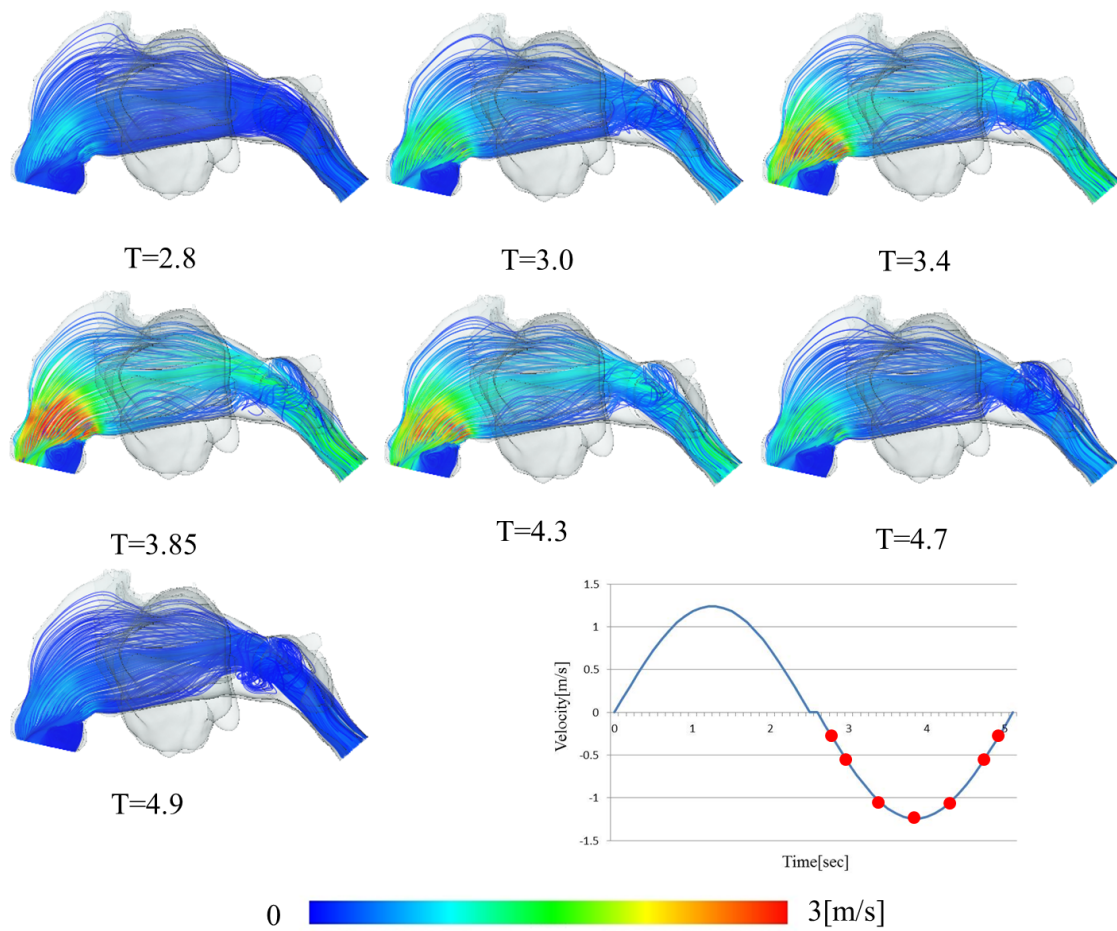 T=2.8
T=3.0
T=3.4
T=3.85
T=4.3
T=4.7
T=4.9
Velocity[m/s]
1.5
1
0.5
0
-0.5
-1
-1.5
0 1 2 3 4 5
Time[sec]
0 3[m/s]